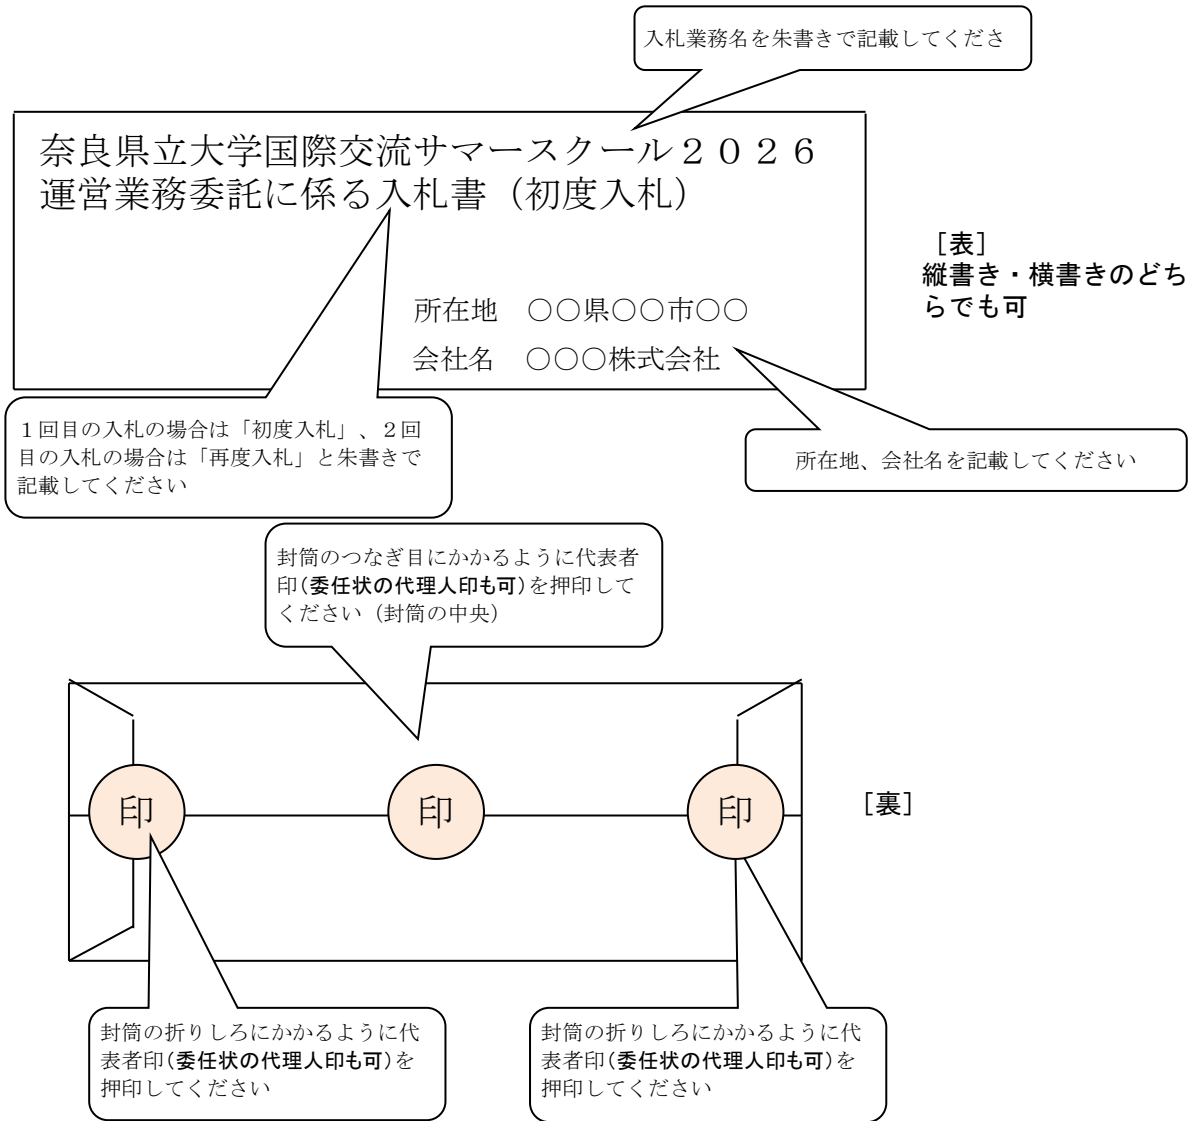 入札業務名を朱書きで記載してくださ
奈良県立大学国際交流サマースクール２０２６
運営業務委託に係る入札書（初度入札）
［表］
縦書き・横書きのどち
らでも可
所在地　○○県○○市○○
会社名　○○○株式会社
１回目の入札の場合は「初度入札」、２回
目の入札の場合は「再度入札」と朱書きで
記載してください
所在地、会社名を記載してください
封筒のつなぎ目にかかるように代表者
印(委任状の代理人印も可)を押印して
ください（封筒の中央）
印
印
印
［裏］
封筒の折りしろにかかるように代
表者印(委任状の代理人印も可)を
押印してください
封筒の折りしろにかかるように代
表者印(委任状の代理人印も可)を
押印してください